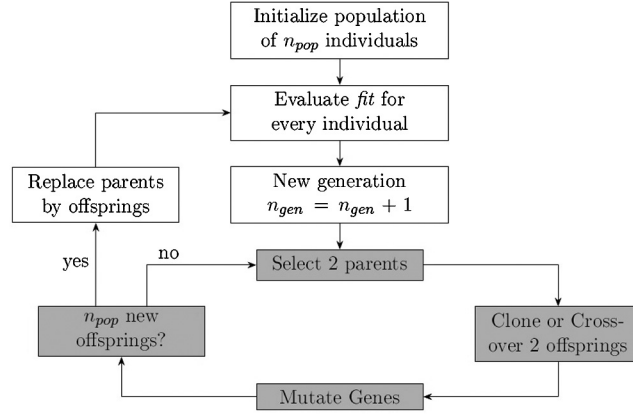 Initialize population
of n_pop individuals
Evaluate fit for
every individual
Replace parents
by offsprings
New generation
n_gen = n_gen + 1
yes
no
Select 2 parents
n_pop new
offsprings?
Clone or Cross-
over 2 offsprings
Mutate Genes